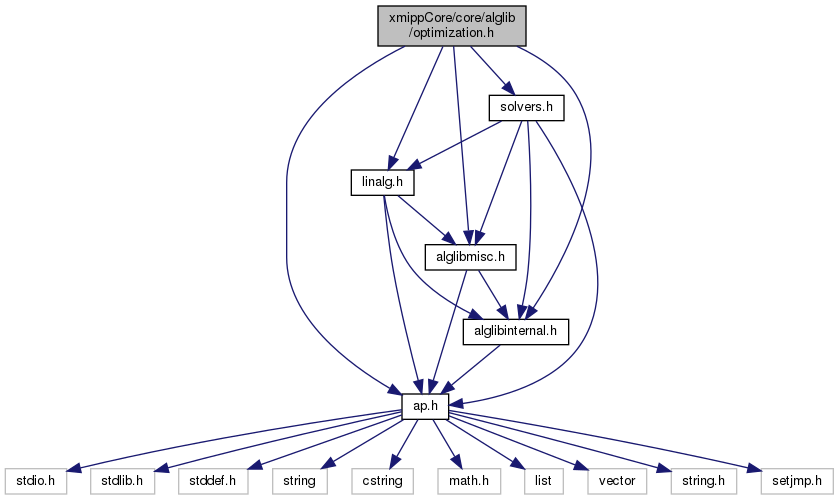 xmippCore/core/alglib
/optimization.h
solvers.h
linalg.h
alglibmisc.h
alglibinternal.h
ap.h
stdio.h
stdlib.h
stddef.h
string
cstring
math.h
list
vector
string.h
setjmp.h